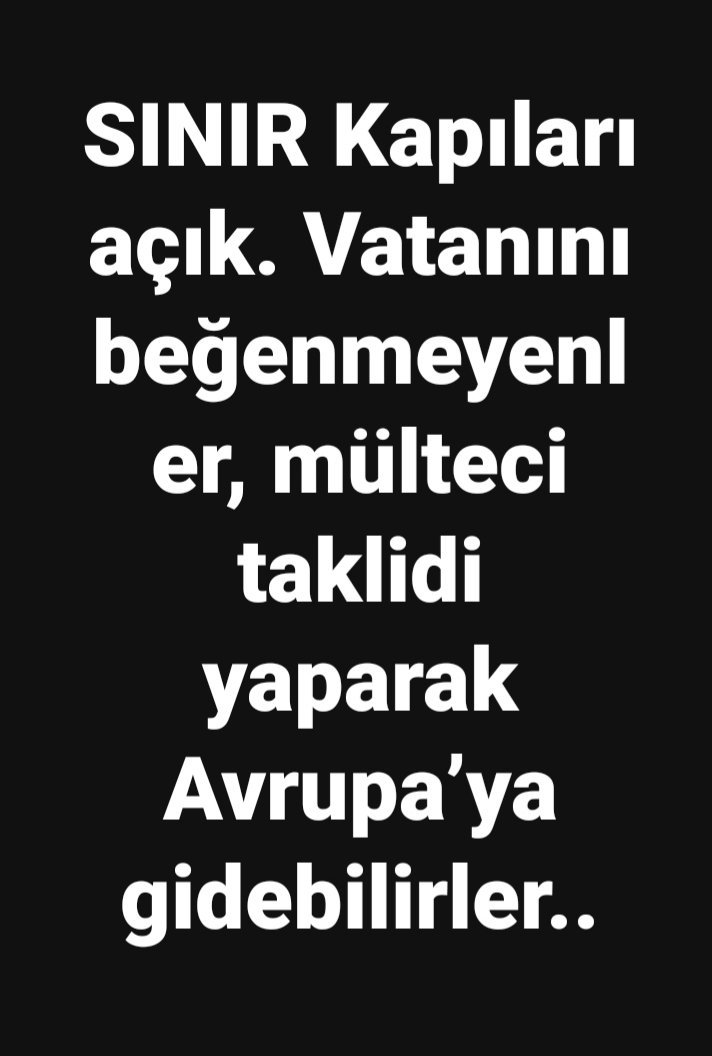 SINIR Kapıları
açık. Vatanını
beğenmeyenl
er, mülteci
taklidi
yaparak
Avrupa’ya
gidebilirler..